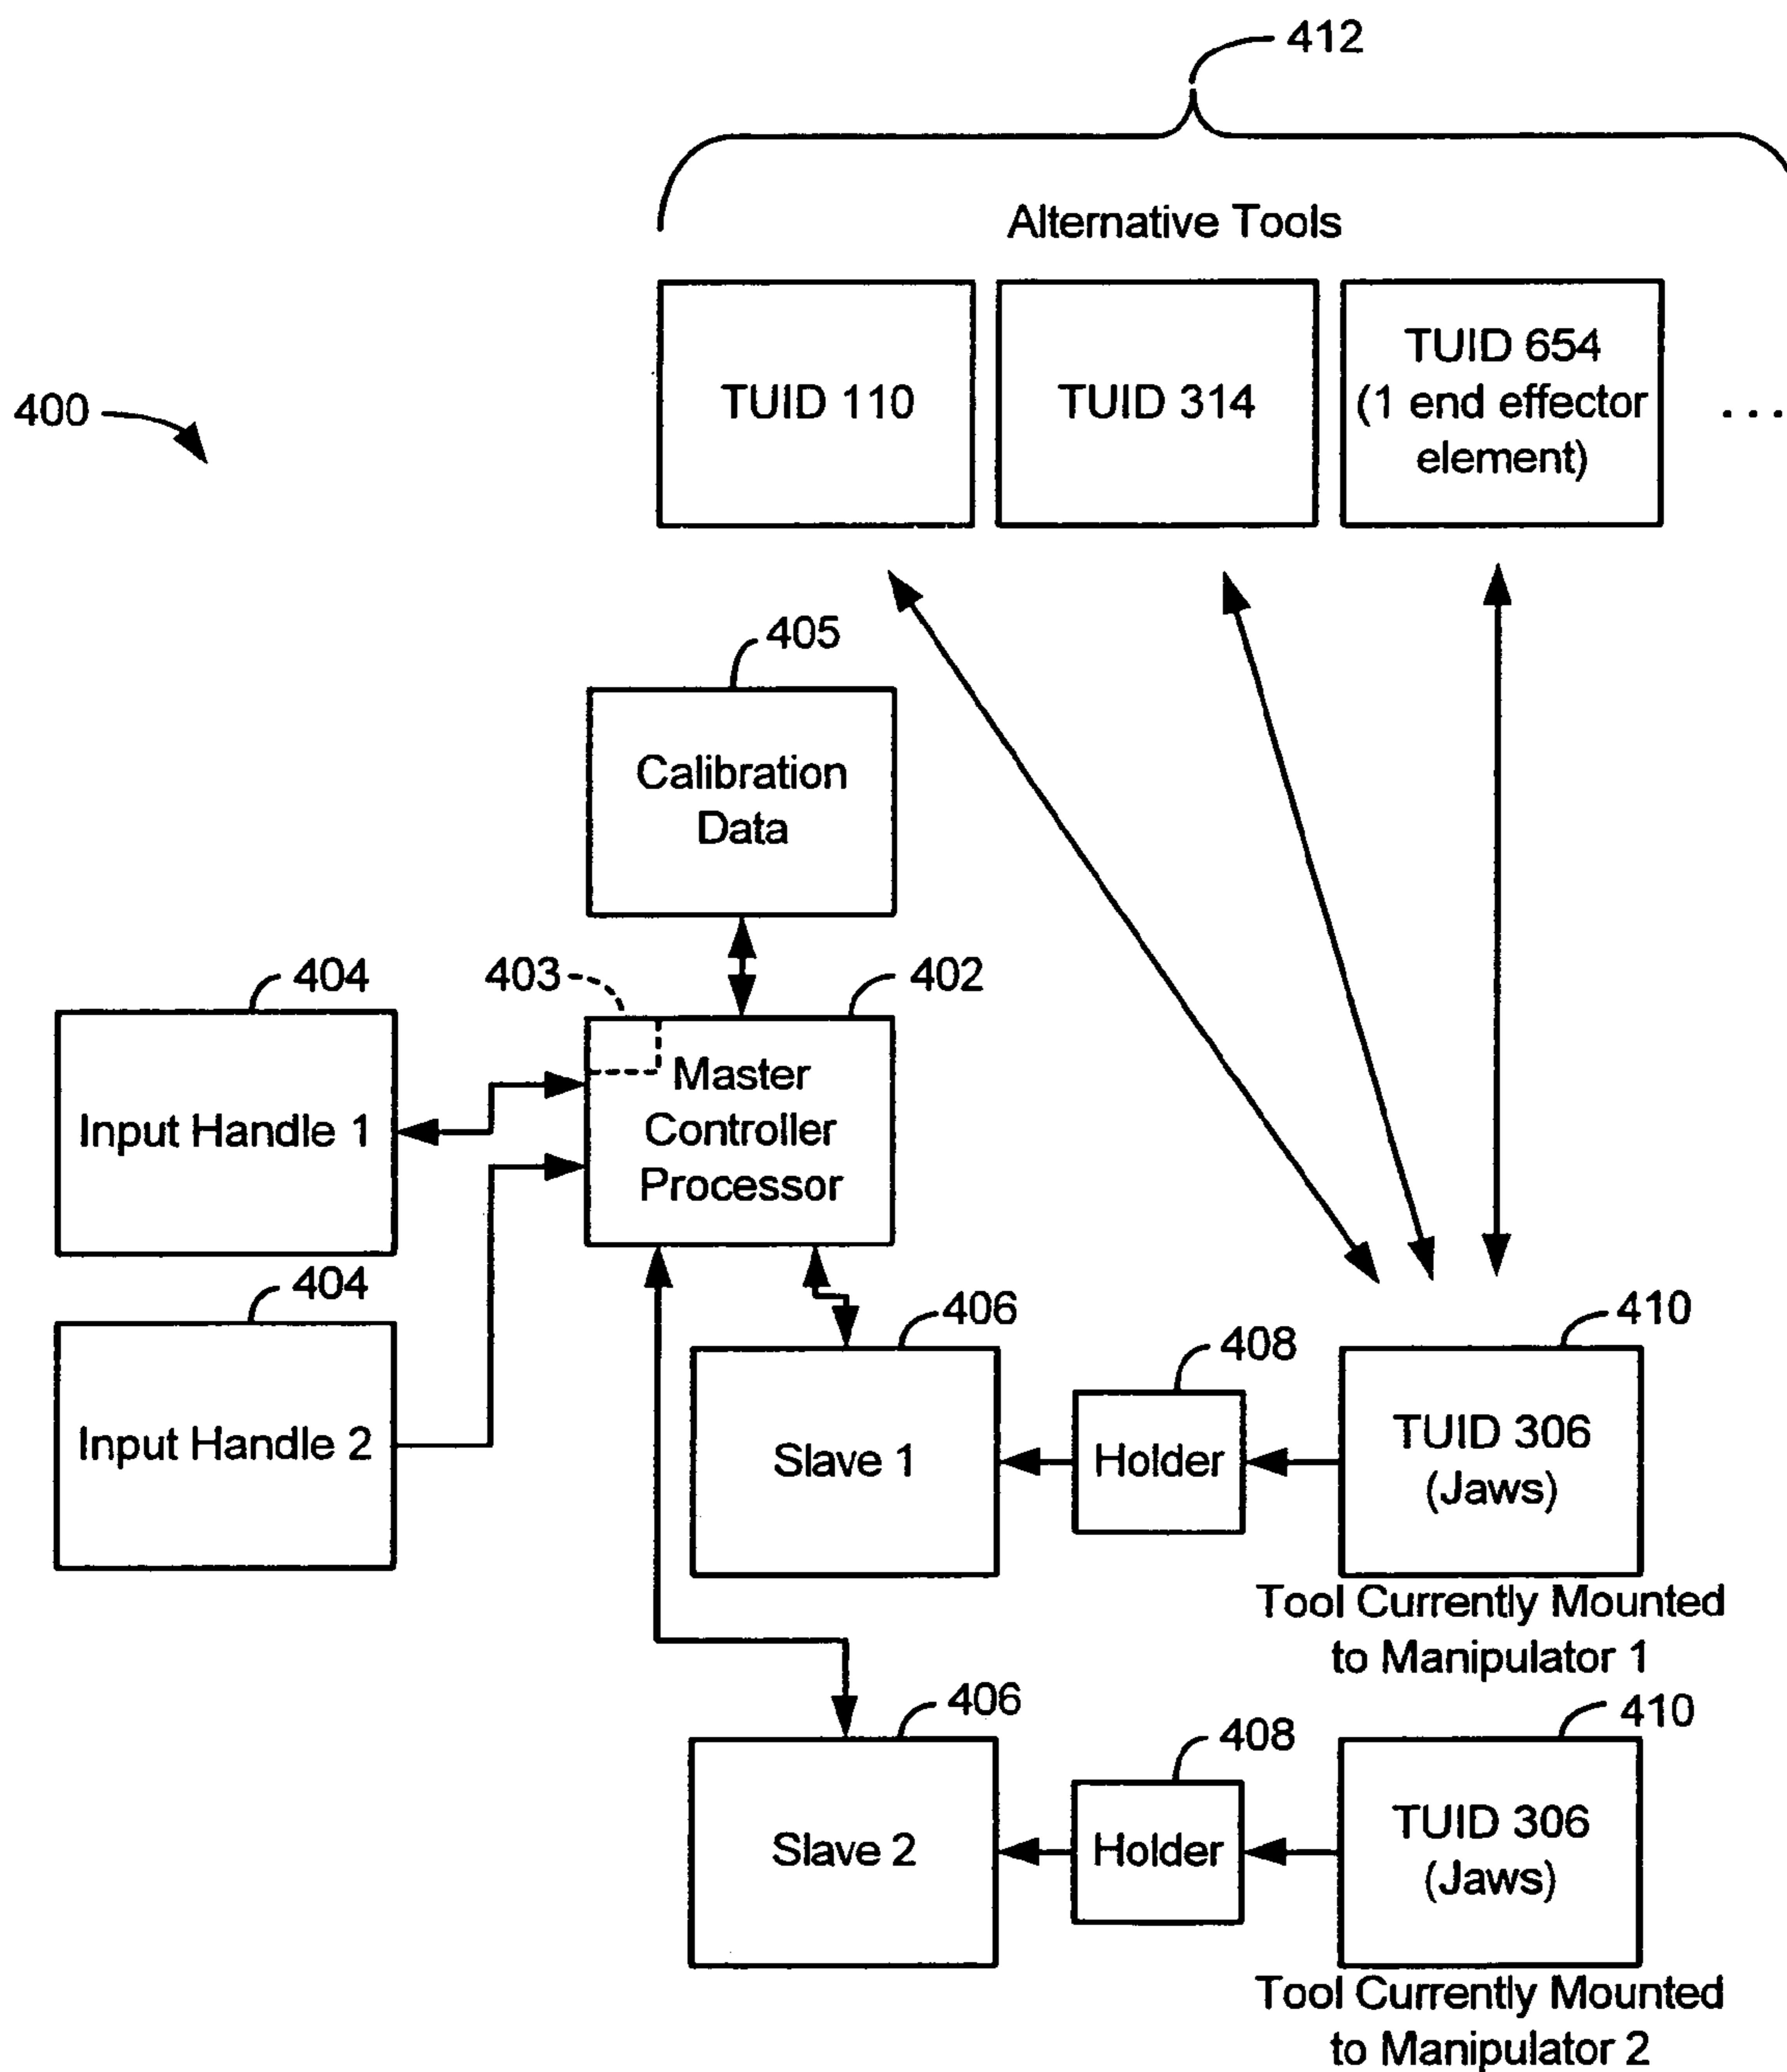 412
Alternative Tools
TUID 110
TUID 314
TUID 654
(1 end effector
element)
...
400
405
Calibration
Data
403
402
404
Input Handle 1
Master
Controller
Processor
404
Input Handle 2
406
Slave 1
408
Holder
410
TUID 306
(Jaws)
Tool Currently Mounted
to Manipulator 1
406
Slave 2
408
Holder
410
TUID 306
(Jaws)
Tool Currently Mounted
to Manipulator 2